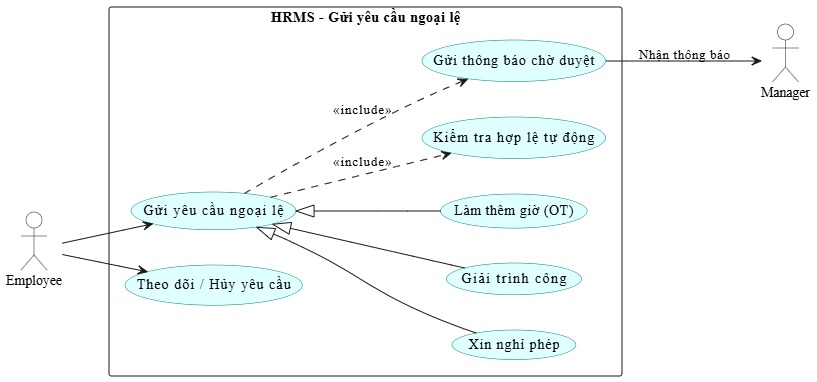 HRMS - Gửi yêu cầu ngoại lệ
Gửi thông báo chờ duyệt
Nhận thông báo
Manager
«include»
Kiểm tra hợp lệ tự động
«include»
Gửi yêu cầu ngoại lệ
Làm thêm giờ (OT)
Employee
Theo dõi / Hủy yêu cầu
Giải trình công
Xin nghỉ phép